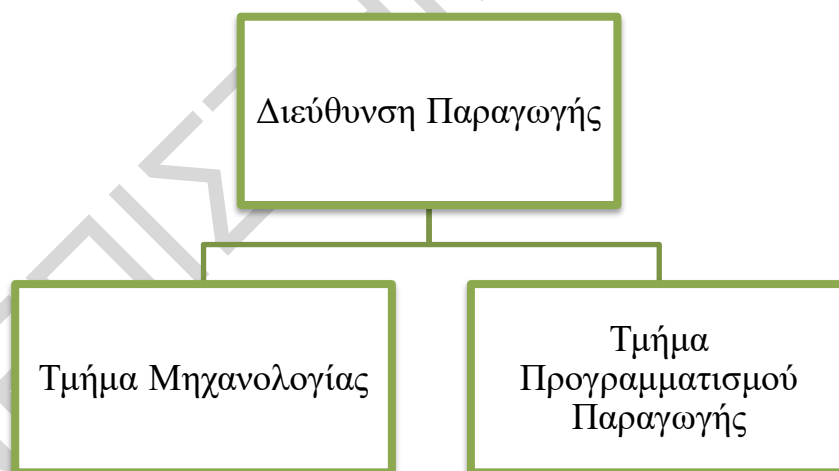 Διεύθυνση Παραγωγής
Τμήμα Μηχανολογίας
Τμήμα
Προγραμματισμού
Παραγωγής